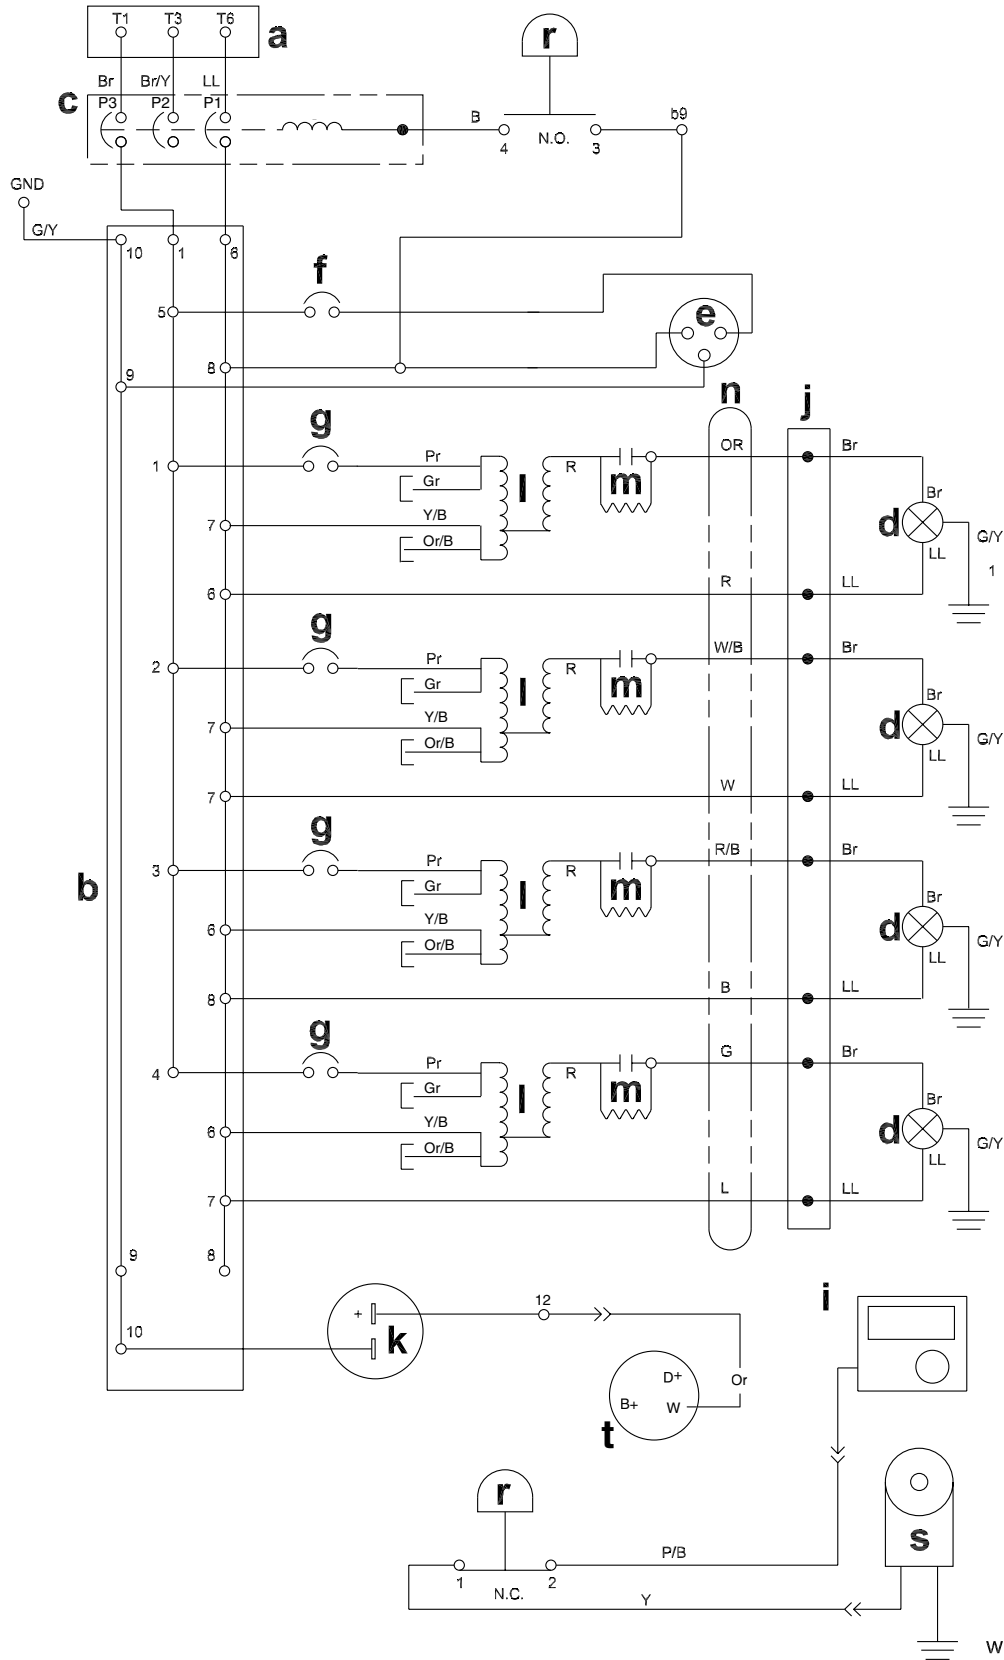 T1 T3 T6
a
r
Br Br/Y LL
c
P3 P2 P1
B
b9
4 N.O. 3
GND
G/Y
10 1 6
f
5
e
8
9
n
j
g
OR Br
1 Pr
R
Gr
l
m
Br
Y/B
d
G/Y
7
Or/B
LL
1
6 R LL
g
W/B Br
2 Pr
R
Gr
l
m
Br
Y/B
d
G/Y
7
Or/B
LL
7 W LL
g
R/B Br
3 Pr
R
b
Gr
l
m
Br
Y/B
d
G/Y
6
Or/B
LL
8 B LL
g
G Br
4 Pr
R
Gr
l
m
Br
Y/B
d
G/Y
6
Or/B
LL
7 L LL
9 8
i
12
+
10
k
D+
Or
B+ W
t
r
s
P/B
1 N.C. 2
Y
W